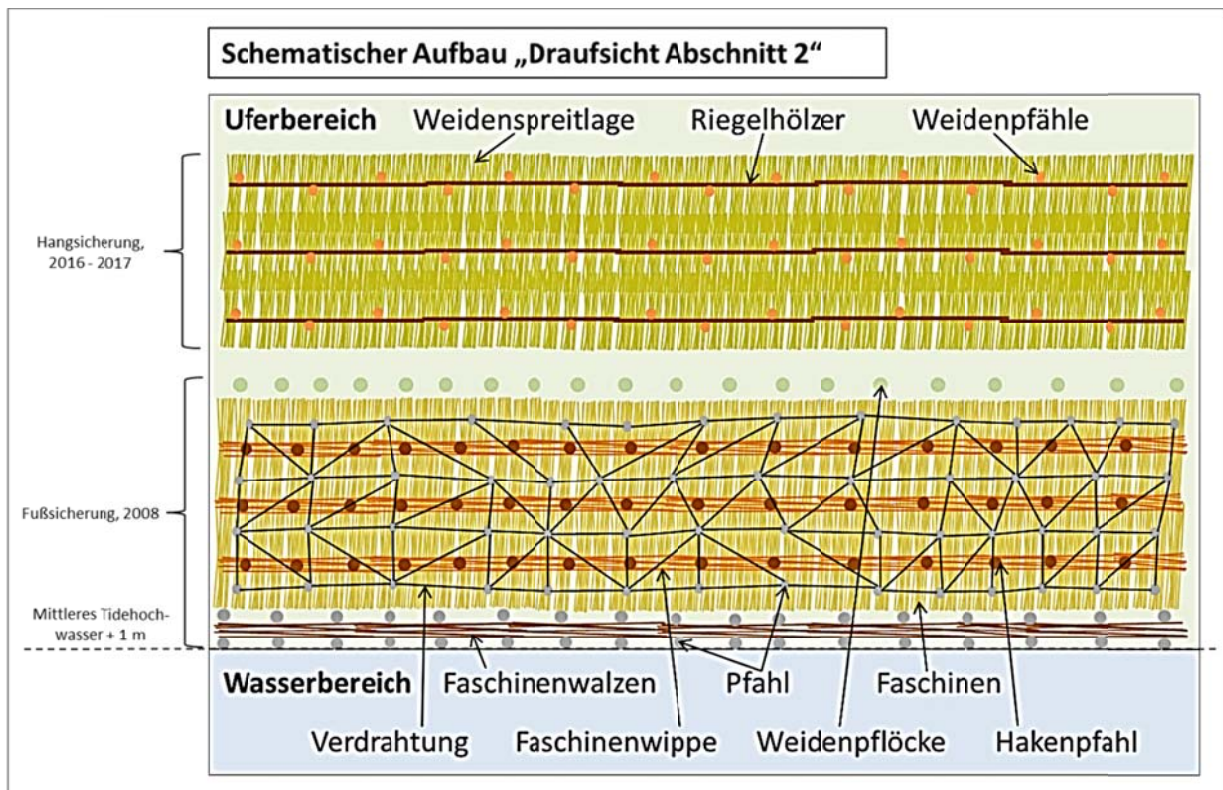 Schematischer Aufbau „Draufsicht Abschnitt 2“
Uferbereich Weidenspreitlage Riegelhölzer Weidenpfähle
Hangsicherung,
2016 - 2017
Fußsicherung, 2008
Mittleres Tidehoch-
wasser + 1 m
Wasserbereich Faschinenwalzen Pfahl Faschinen
Verdrahtung Faschinenwippe Weidenpflöcke Hakenpfahl